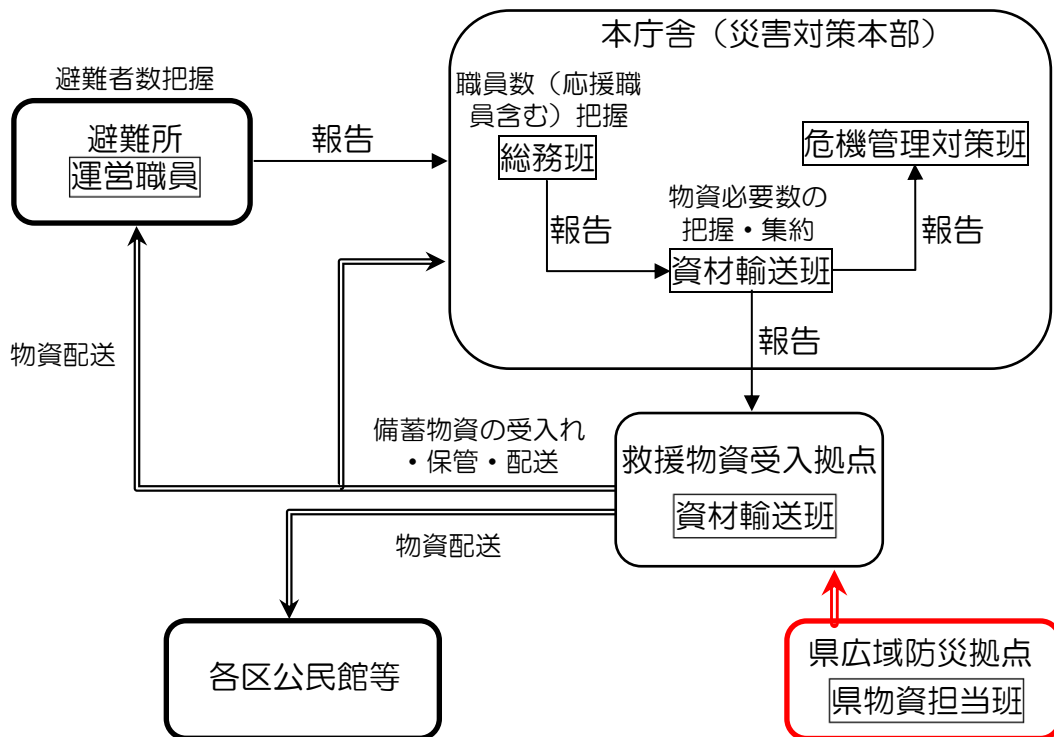 本庁舎（災害対策本部）
避難者数把握
避難所
運営職員
報告
職員数（応援職
員含む）把握
総務班
危機管理対策班
物資必要数の
把握・集約
報告
資材輸送班
報告
報告
物資配送
備蓄物資の受入れ
・保管・配送
救援物資受入拠点
資材輸送班
物資配送
各区公民館等
県広域防災拠点
県物資担当班